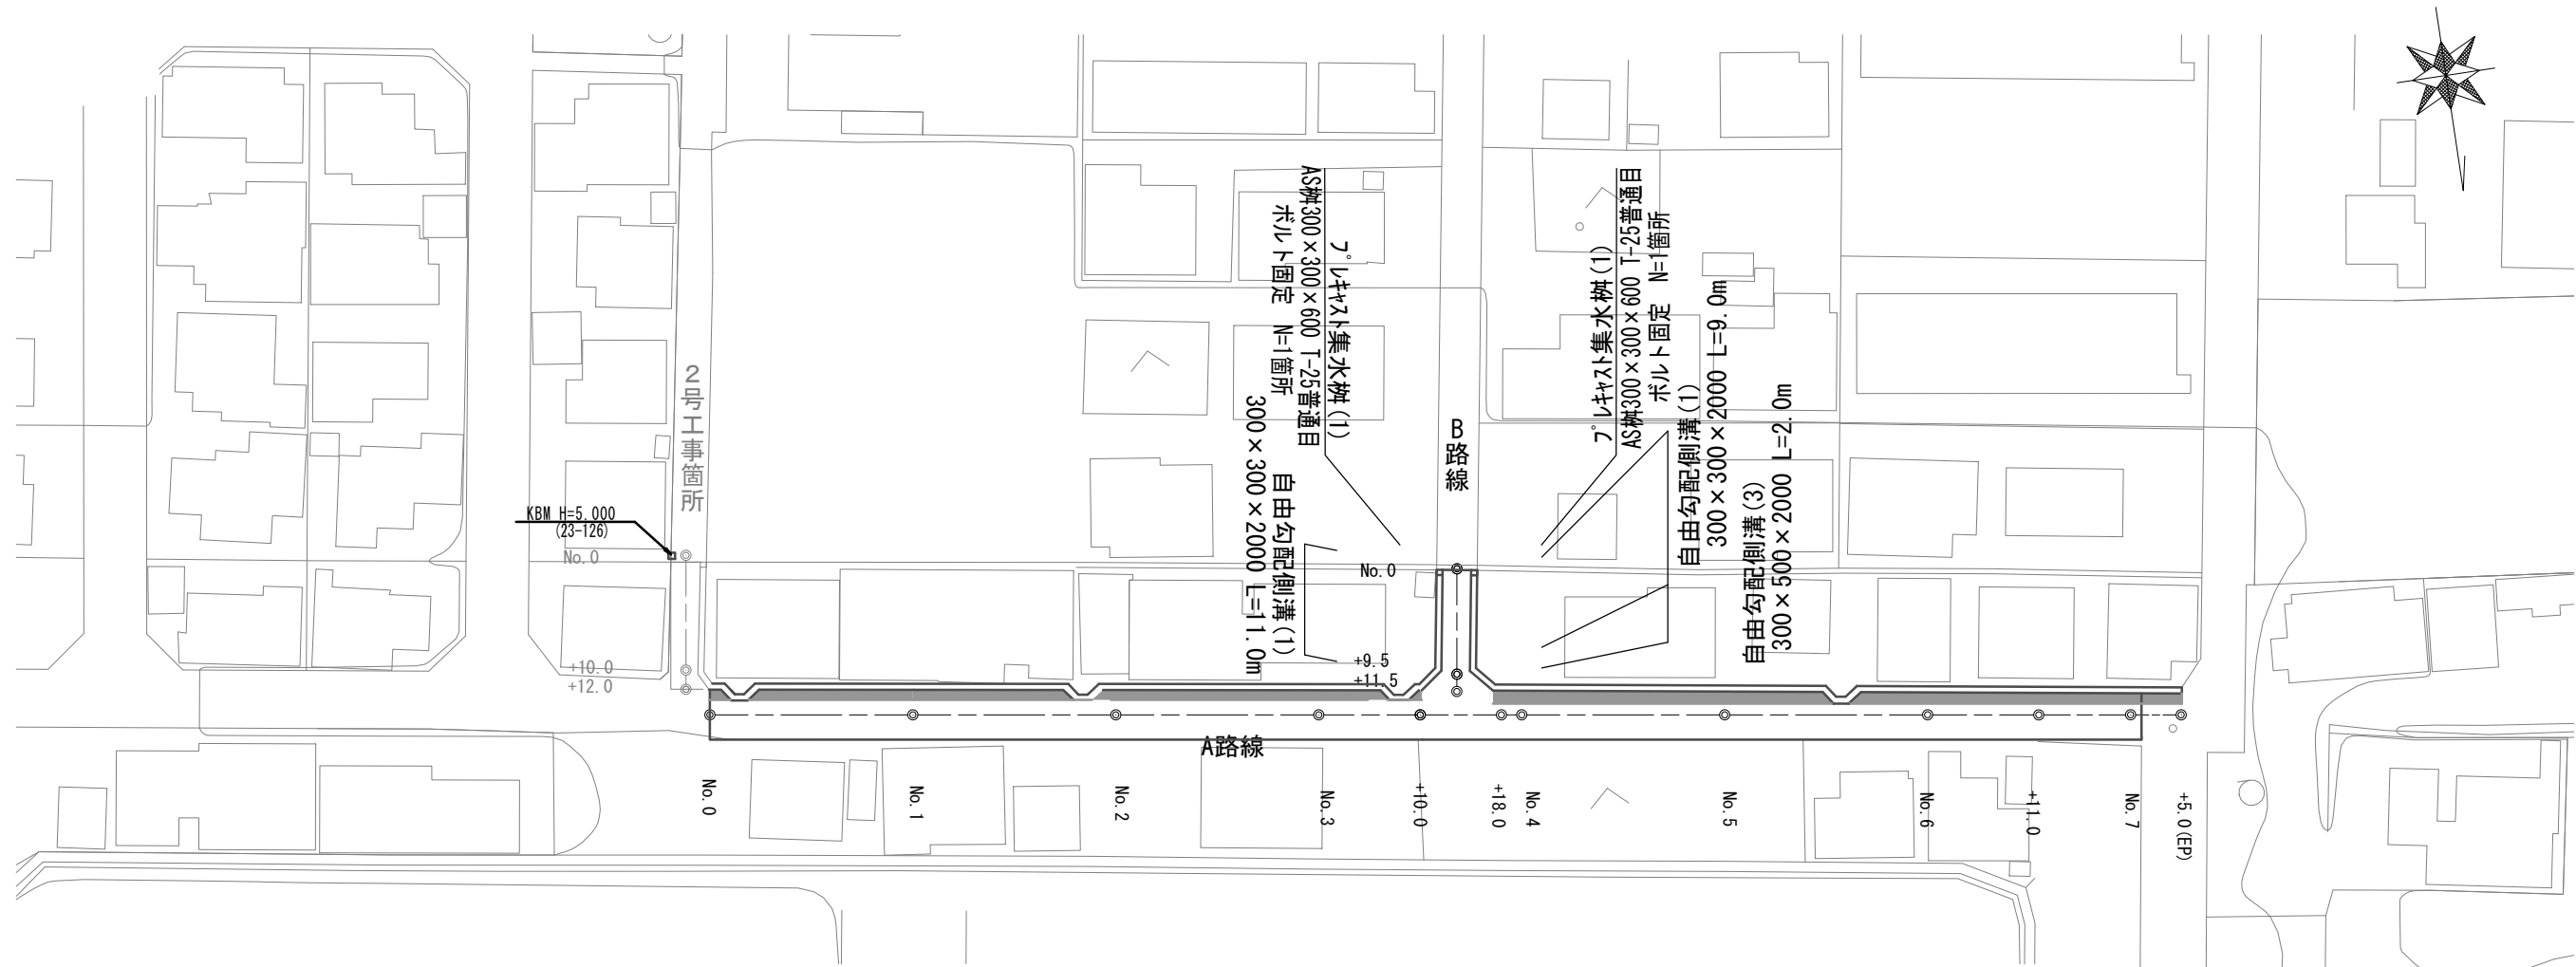 2号工事箇所
KBM H=5.000
(23-126)
No.0
+10.0
+12.0
プレキャスト集水桝(1)
AS桝300×300×600 T-25普通目
ボルト固定 N=1箇所
自由勾配側溝(1)
300×300×2000 L=11.0m
No.0
+9.5
+11.5
B路線
プレキャスト集水桝(1)
AS桝300×300×600 T-25普通目
ボルト固定 N=1箇所
自由勾配側溝(1)
300×300×2000 L=9.0m
自由勾配側溝(3)
300×500×2000 L=2.0m
A路線
No.0
No.1
No.2
No.3
+10.0
+18.0
No.4
No.5
No.6
+11.0
No.7
+5.0(EP)